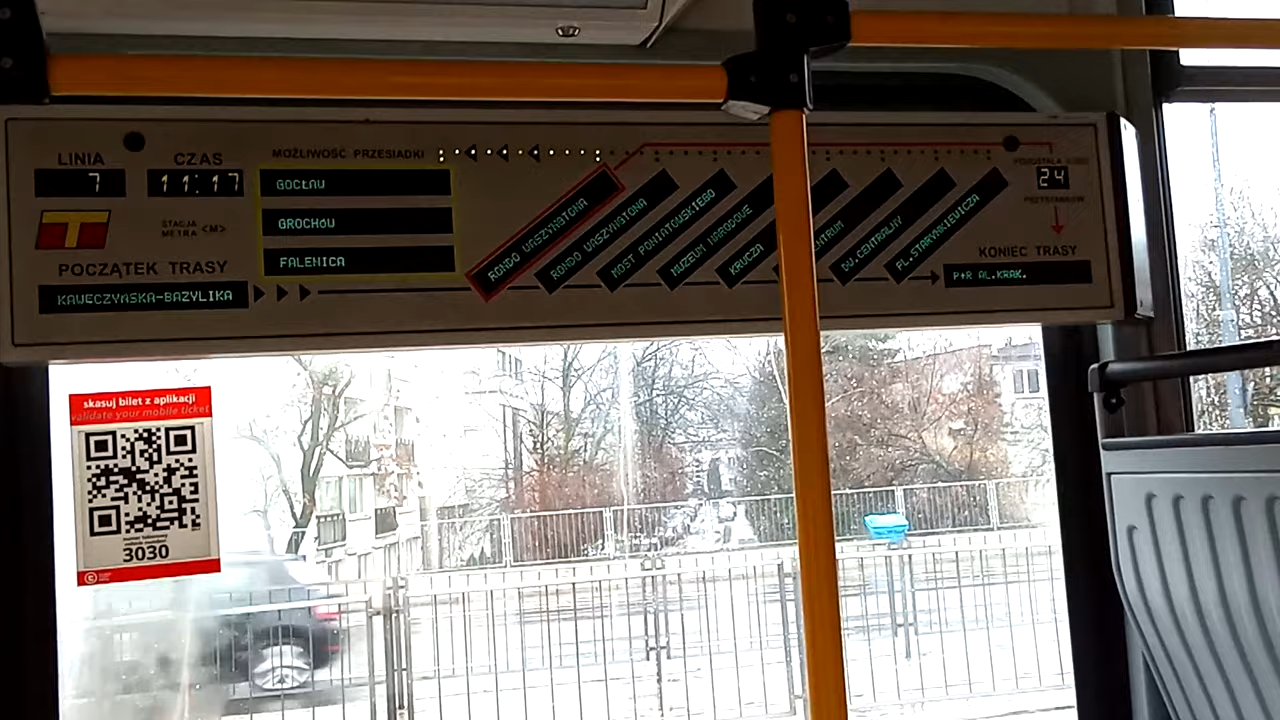 LINIA
7
CZAS
11:17
MOŻLIWOŚĆ PRZESIADKI
GOCŁAW
GROCHÓW
FALENICA
T
STACJA METRA <M>
POCZĄTEK TRASY
KAWECZYŃSKA-BAZYLIKA
RONDO WASZYNGTONA
RONDO WASZYNGTONA
MOST PONIATOWSKIEGO
MUZEUM NARODOWE
KRUCZA
DW.CENTRALNY
PL.STARYNKIEWICZA
24
PRZYSTANKÓW
KONIEC TRASY
P+R AL.KRAK.
skasuj bilet z aplikacji
validate your mobile ticket
3030